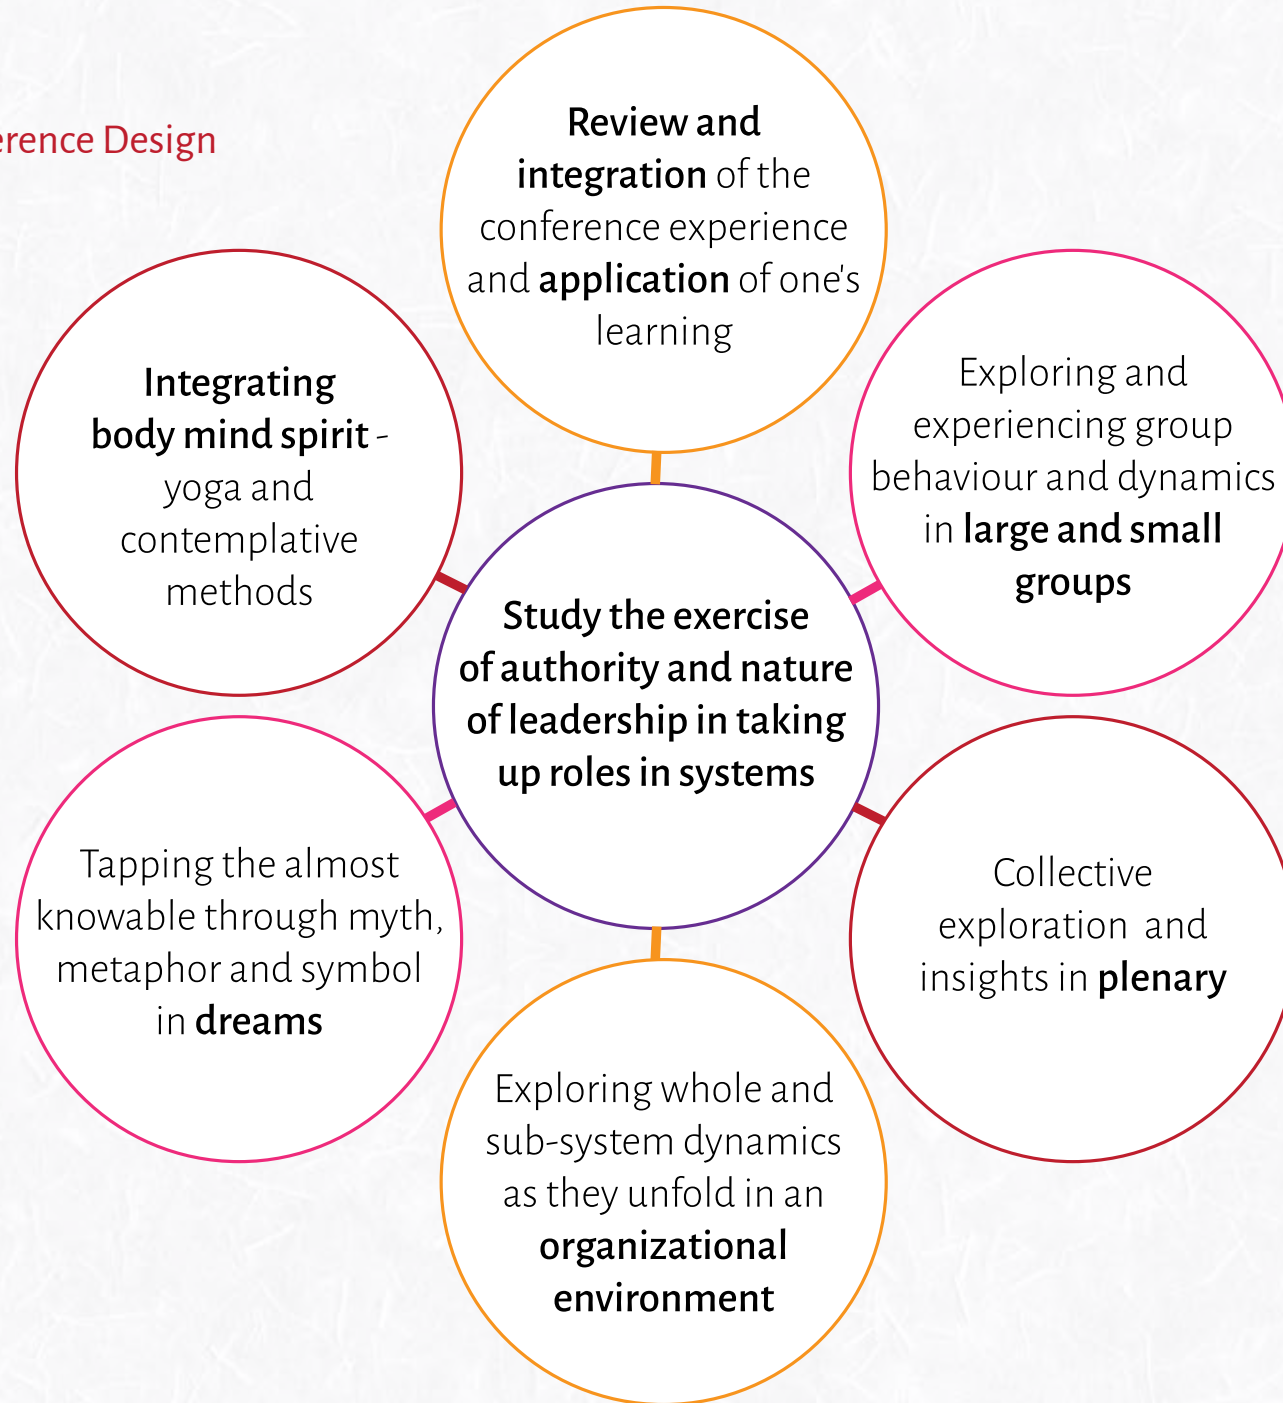 erence Design
Review and
integration of the
conference experience
and application of one's
learning
Integrating
body mind spirit -
yoga and
contemplative
methods
Exploring and
experiencing group
behaviour and dynamics
in large and small
groups
Study the exercise
of authority and nature
of leadership in taking
up roles in systems
Tapping the almost
knowable through myth,
metaphor and symbol
in dreams
Collective
exploration and
insights in plenary
Exploring whole and
sub-system dynamics
as they unfold in an
organizational
environment